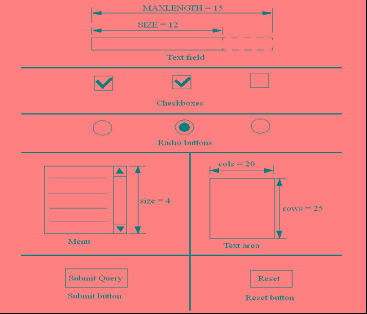 MAXLENGTH = 15
SIZE = 12
Text field
Checkboxes
Radio buttons
cols = 20
size = 4
rows = 25
Menu
Text area
Submit Query
Reset
Submit button
Reset button